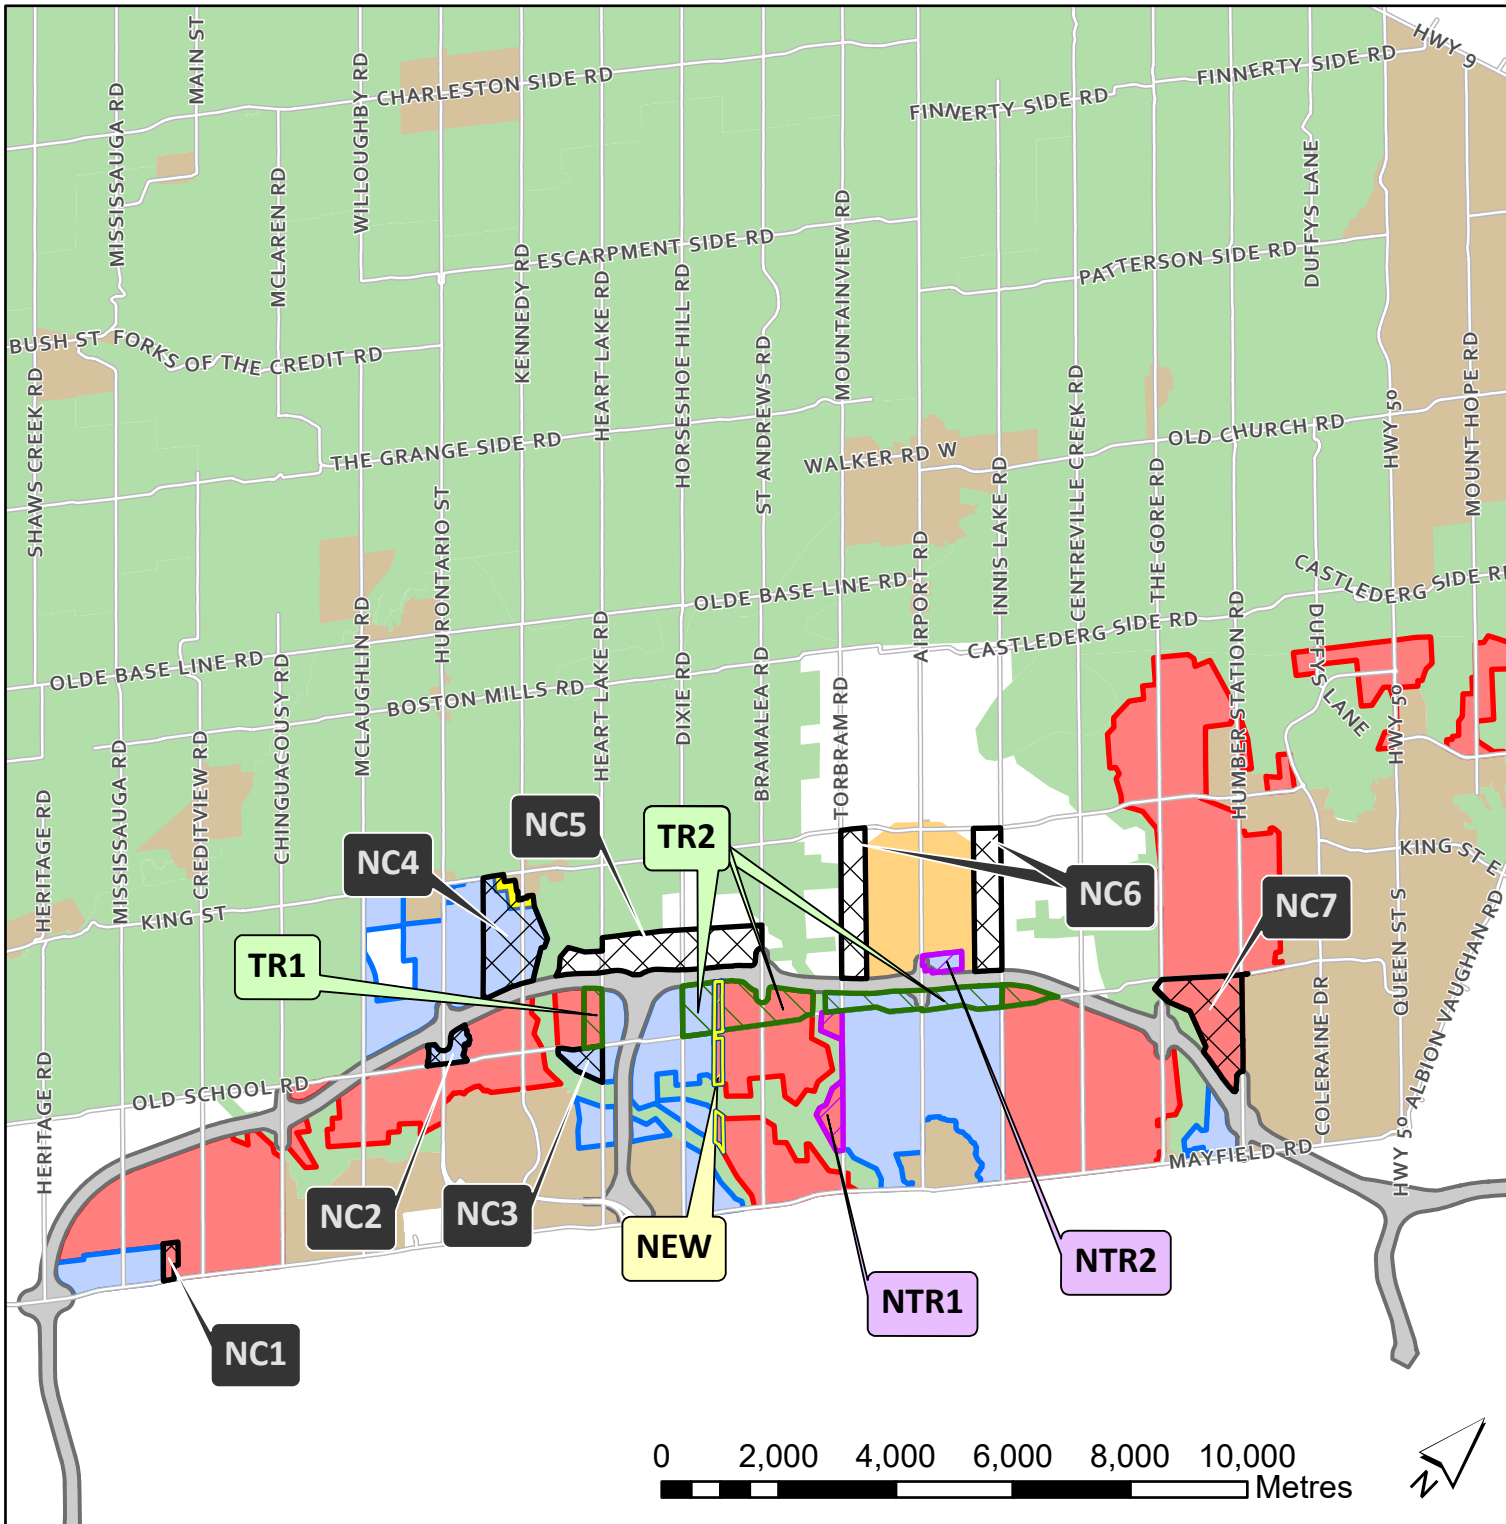 HWY 9
MAIN ST
CHARLESTON SIDE RD
FINNERTY SIDE RD
FINNERTY SIDE RD
MISSISSAUGA RD
WILLOUGHBY RD
MCLAREN RD
DUFFYS LANE
KENNEDY RD
ESCARPMENT SIDE RD
HEART LAKE RD
HORSESHOE HILL RD
MOUNTAINVIEW RD
PATTERSON SIDE RD
BUSH ST
FORKS OF THE CREDIT RD
SHAWS CREEK RD
ST ANDREWS RD
CENTREVILLE CREEK RD
HWY 50
MOUNT HOPE RD
THE GRANGE SIDE RD
WALKER RD W
OLD CHURCH RD
HURONTARIO ST
INNIS LAKE RD
THE GORE RD
AIRPORT RD
OLDE BASE LINE RD
CASTLEDERG SIDE RD
CASTLEDERG SIDE RD
HUMBER STATION RD
DUFFYS LANE
OLDE BASE LINE RD
BOSTON MILLS RD
MCLAUGHLIN RD
CHINGUACOUSY RD
HEART LAKE RD
DIXIE RD
BRAMALEA RD
TORBRAM RD
HWY 50
HERITAGE RD
MISSISSAUGA RD
CREDITVIEW RD
KING ST
KING ST E
NC5
TR2
NC4
NC6
NC7
TR1
QUEEN ST S
ALBION VAUGHAN RD
COLERAINE DR
OLD SCHOOL RD
HERITAGE RD
MAYFIELD RD
HWY 50
NC2
NC3
NEW
NTR2
NTR1
NC1
0 2,000 4,000 6,000 8,000 10,000
Metres
N